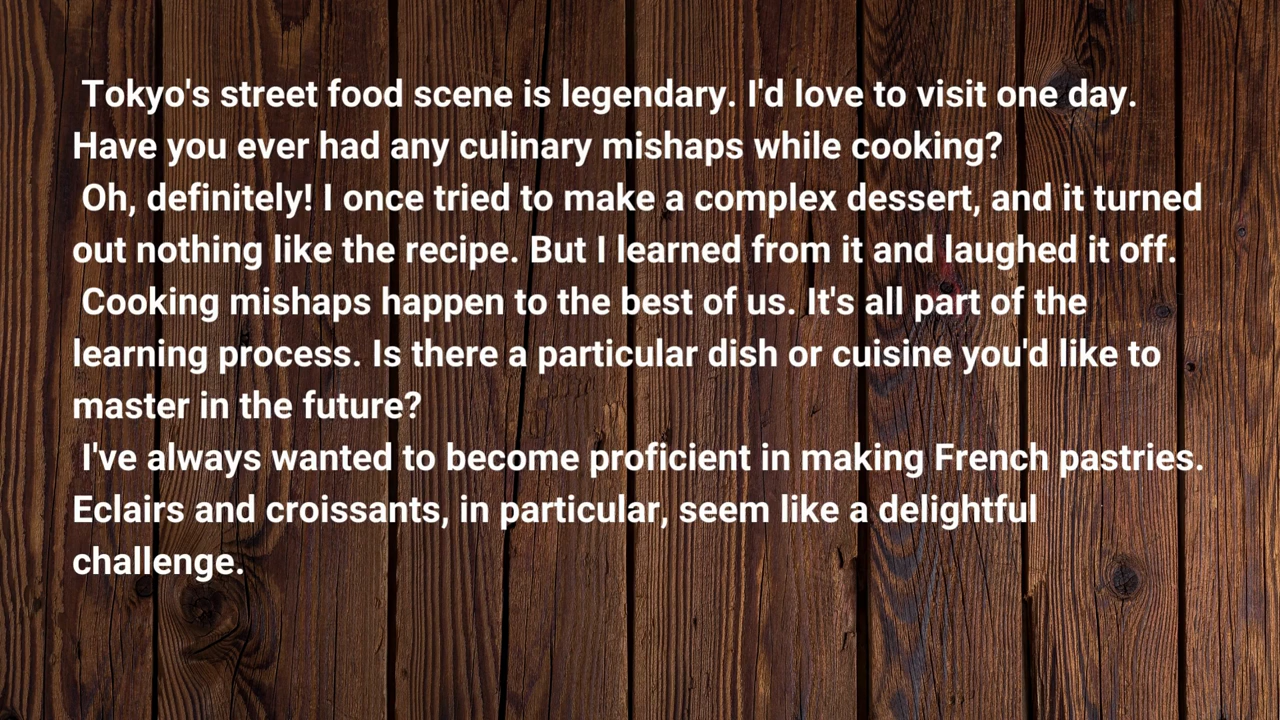 Tokyo's street food scene is legendary. I'd love to visit one day.
Have you ever had any culinary mishaps while cooking?
Oh, definitely! I once tried to make a complex dessert, and it turned
out nothing like the recipe. But I learned from it and laughed it off.
Cooking mishaps happen to the best of us. It's all part of the
learning process. Is there a particular dish or cuisine you'd like to
master in the future?
I've always wanted to become proficient in making French pastries.
Eclairs and croissants, in particular, seem like a delightful
challenge.